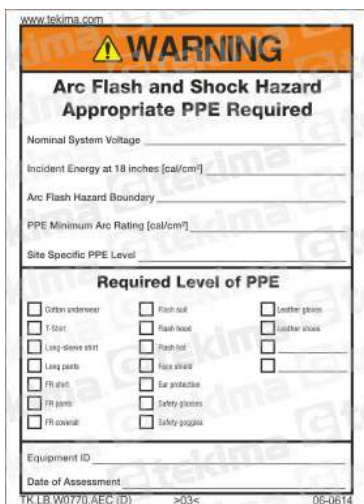 www.tekima.com
WARNING
Arc Flash and Shock Hazard
Appropriate PPE Required
Nominal System Voltage
Incident Energy at 18 inches [cal/cm²]
Arc Flash Hazard Boundary
PPE Minimum Arc Rating [cal/cm²]
Site Specific PPE Level
Required Level of PPE
Cotton underwear Flash suit Leather gloves
T-Shirt Flash hood Leather shoes
Long-sleeve shirt Flash hat
Long pants Face shield
FR shirt Ear protection
FR pants Safety glasses
FR coverall Safety goggles
Equipment ID
Date of Assessment
TK.LB.W0770.AEC (D) >03< 06-0614
tekima